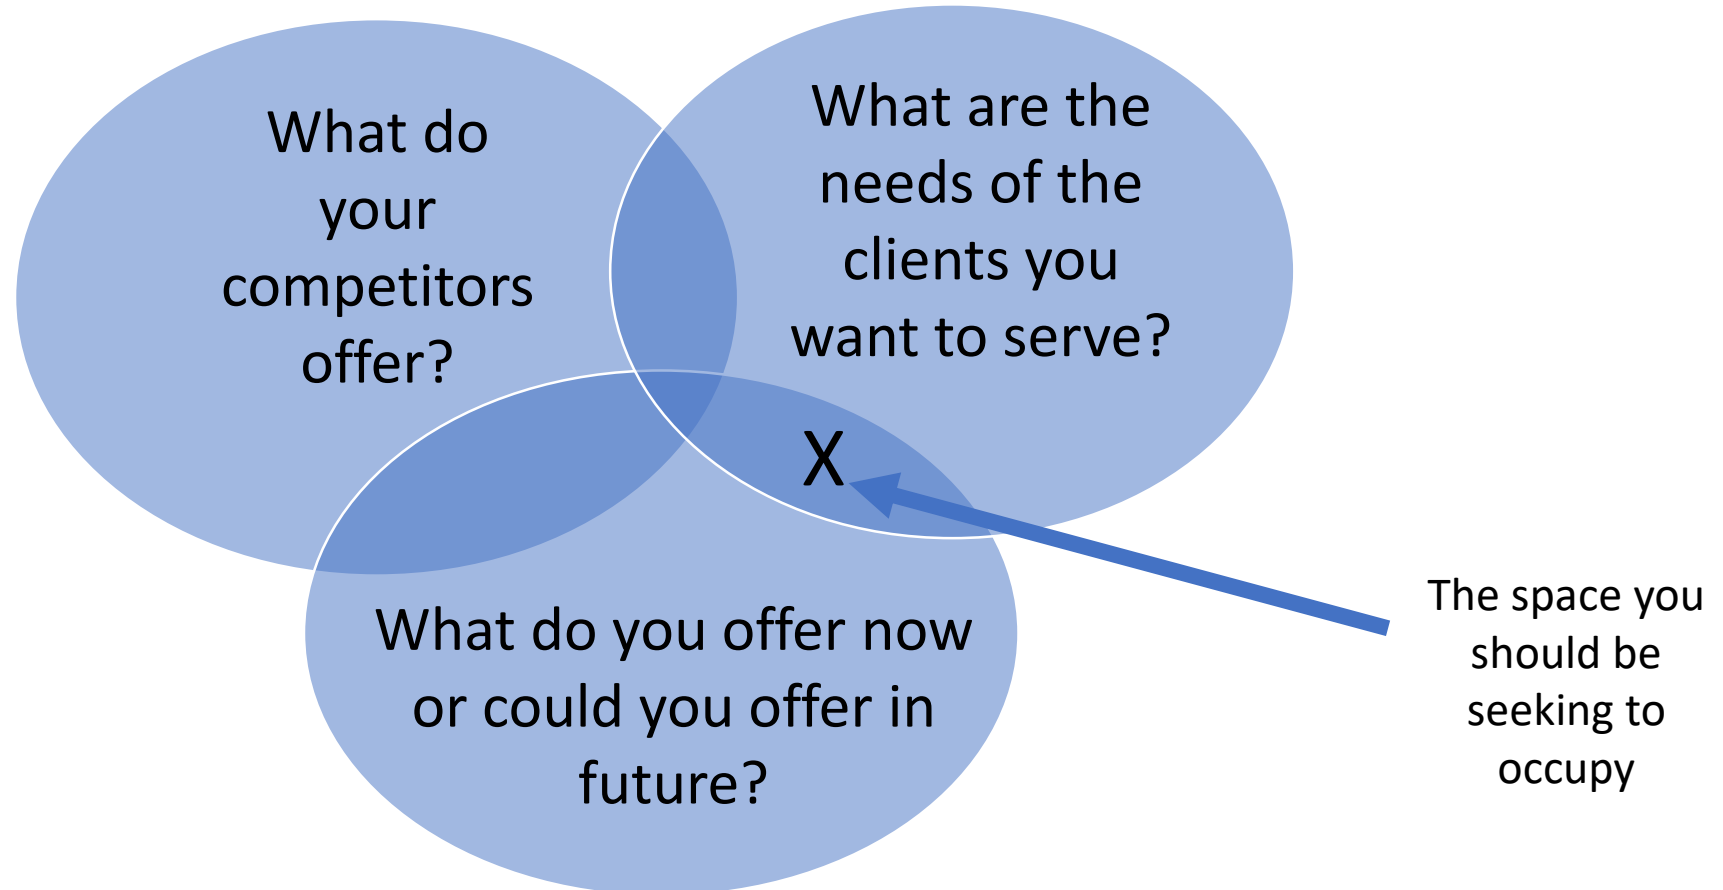 What do
your
competitors
offer?
What are the
needs of the
clients you
want to serve?
X
What do you offer now
or could you offer in
future?
The space you
should be
seeking to
occupy